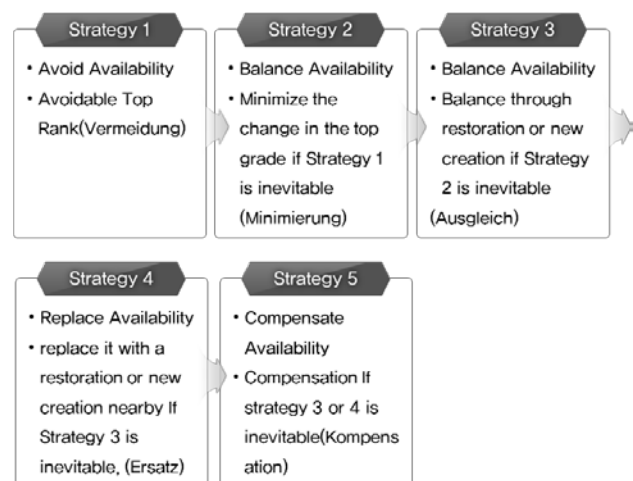 Strategy 1
• Avoid Availability
• Avoidable Top
Rank(Vermeidung)
Strategy 2
• Balance Availability
• Minimize the
change in the top
grade if Strategy 1
is inevitable
(Minimierung)
Strategy 3
• Balance Availability
• Balance through
restoration or new
creation if Strategy
2 is inevitable
(Ausgleich)
Strategy 4
• Replace Availability
• replace it with a
restoration or new
creation nearby If
Strategy 3 is
inevitable, (Ersatz)
Strategy 5
• Compensate
Availability
• Compensation If
strategy 3 or 4 is
inevitable(Kompens
ation)